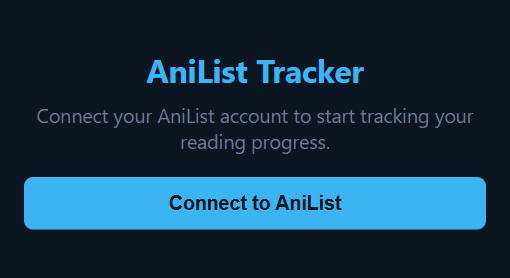 AniList Tracker
Connect your AniList account to start tracking your
reading progress.
Connect to AniList